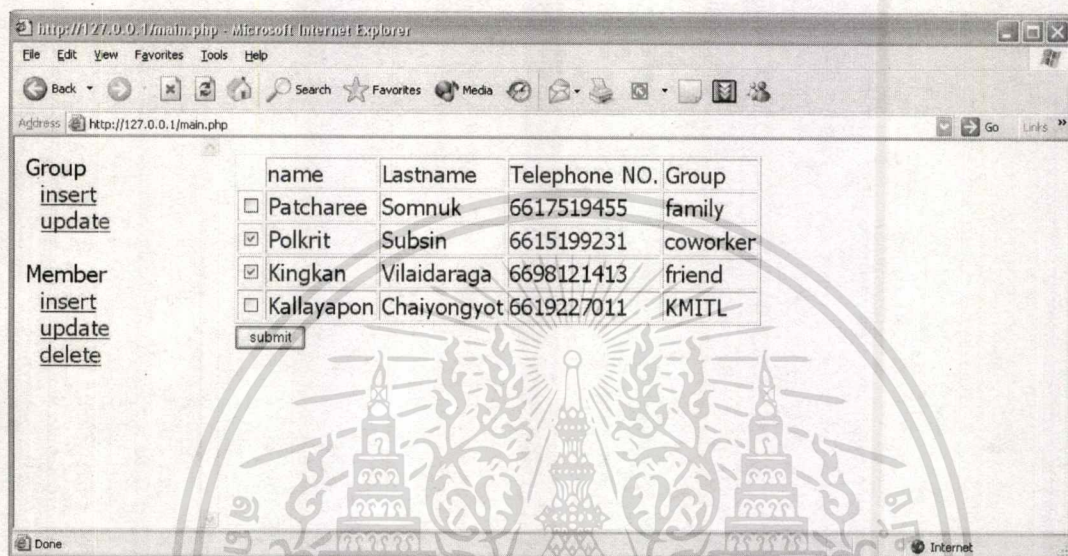 http://127.0.0.1/main.php - Microsoft Internet Explorer
File Edit View Favorites Tools Help
Back Search Favorites Media
Address http://127.0.0.1/main.php Go Links »
Group
insert
update
Member
insert
update
delete
name Lastname Telephone NO. Group
Patcharee Somnuk 6617519455 family
Polkrit Subsin 6615199231 coworker
Kingkan Vilaidaraga 6698121413 friend
Kallayapon Chaiyongyot 6619227011 KMITL
submit
Done Internet